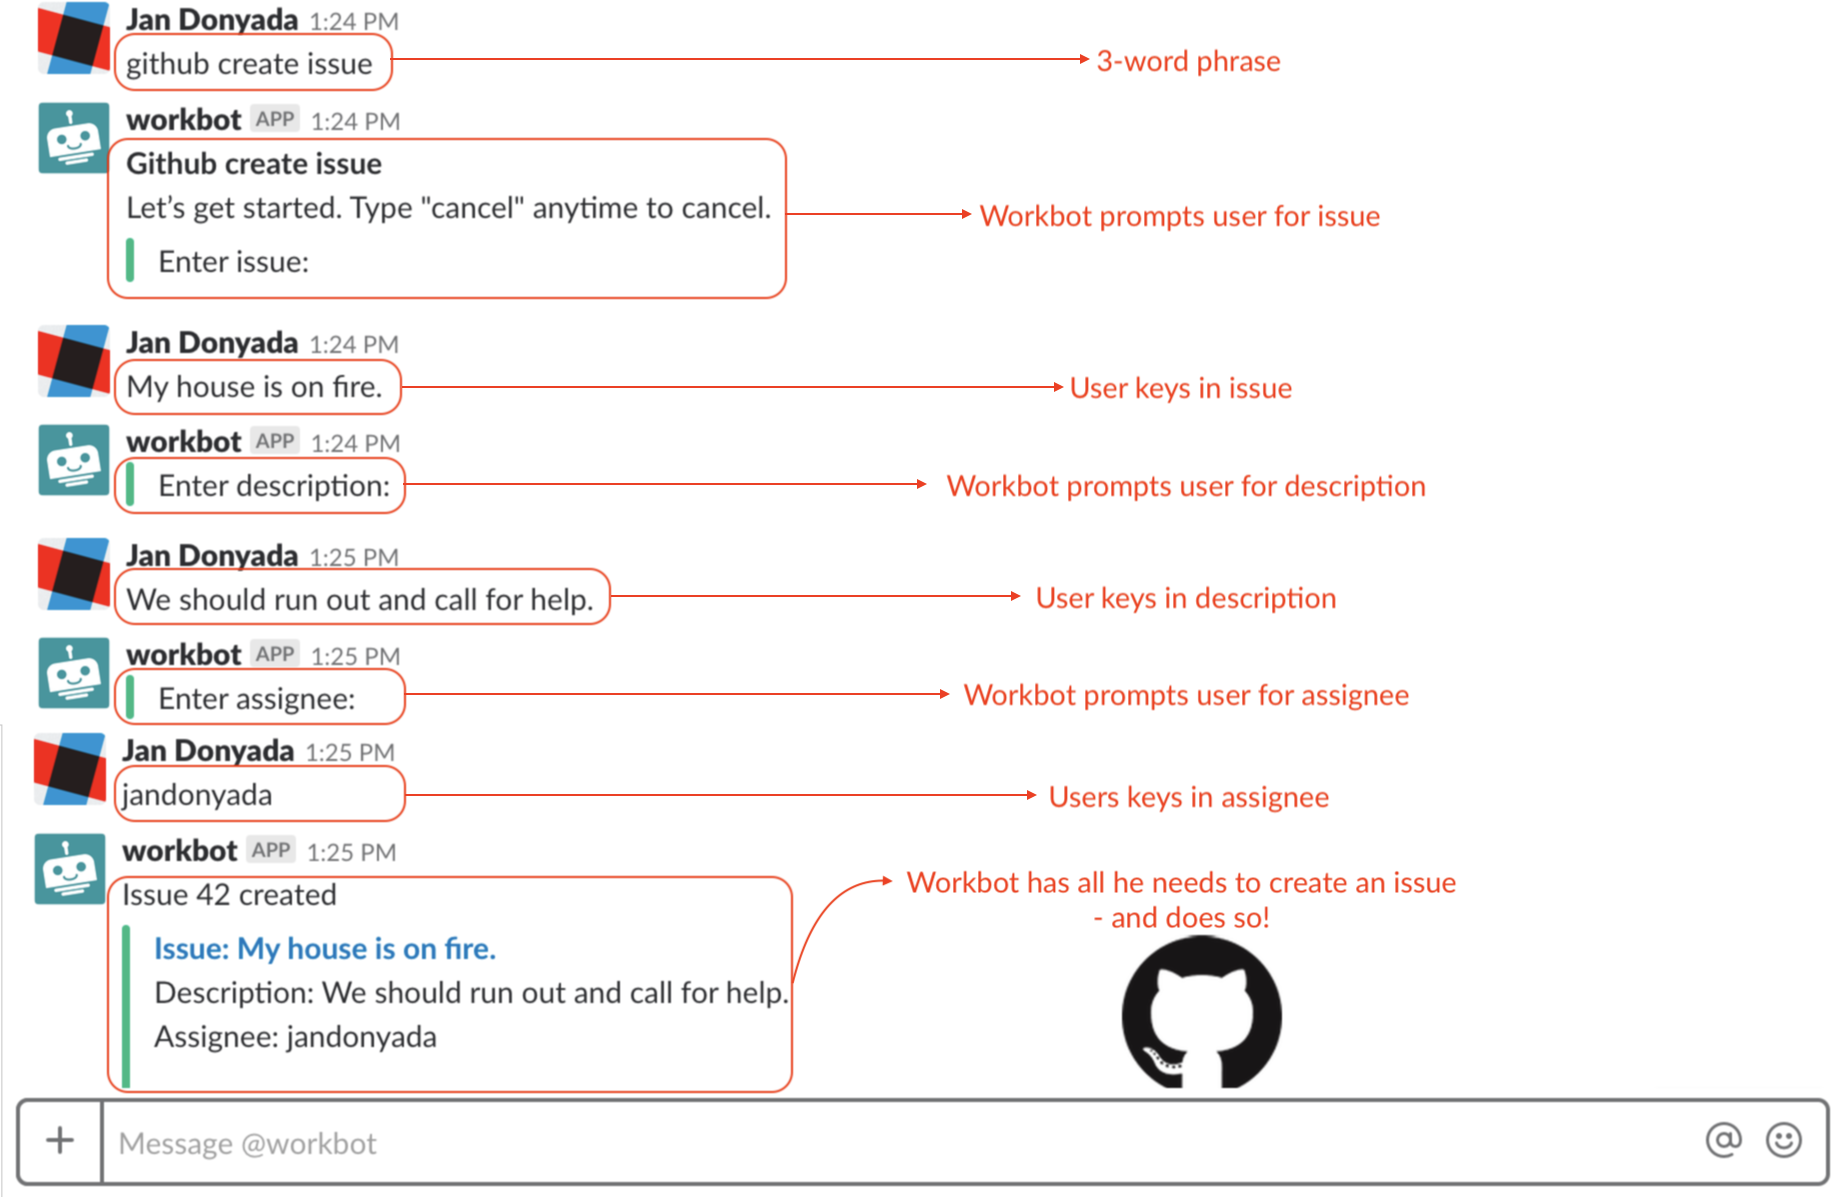 Jan Donyada 1:24 PM
github create issue
3-word phrase
workbot APP 1:24 PM
Github create issue
Let's get started. Type "cancel" anytime to cancel.
Enter issue:
Workbot prompts user for issue
Jan Donyada 1:24 PM
My house is on fire.
User keys in issue
workbot APP 1:24 PM
Enter description:
Workbot prompts user for description
Jan Donyada 1:25 PM
We should run out and call for help.
User keys in description
workbot APP 1:25 PM
Enter assignee:
Workbot prompts user for assignee
Jan Donyada 1:25 PM
jandonyada
Users keys in assignee
workbot APP 1:25 PM
Issue 42 created
Issue: My house is on fire.
Description: We should run out and call for help.
Assignee: jandonyada
Workbot has all he needs to create an issue
- and does so!
+ Message @workbot @